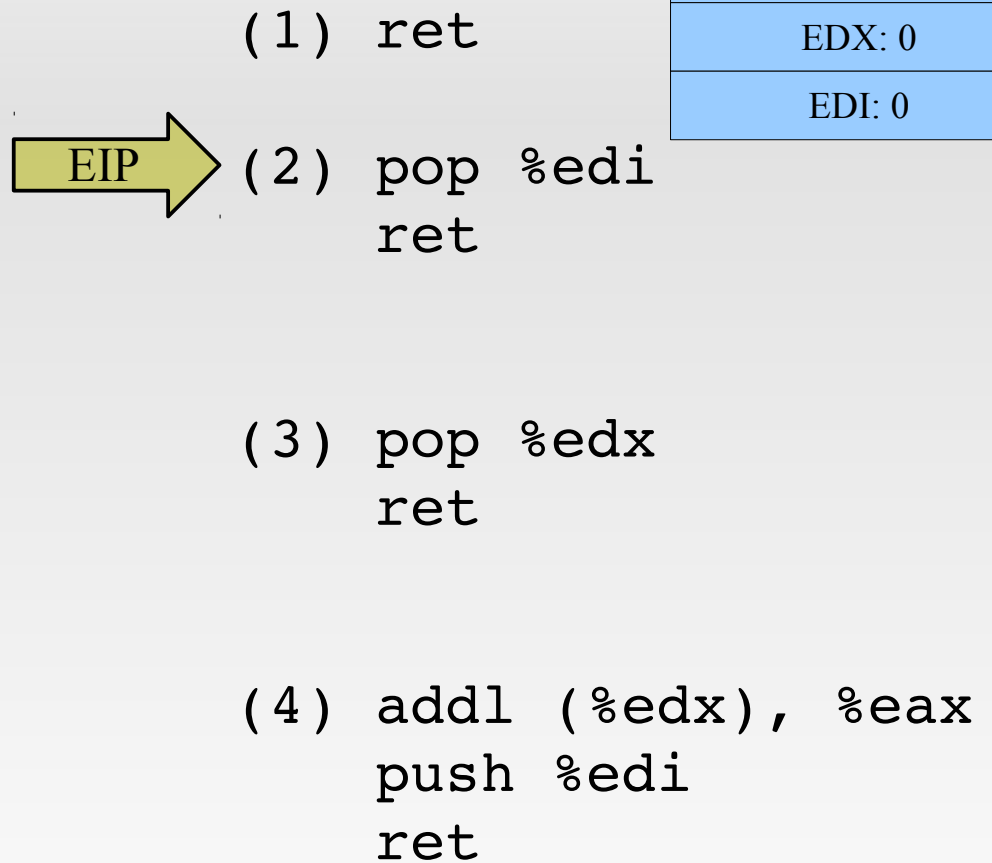 (1) ret
EDX: 0
EDI: 0
EIP
(2) pop %edi
ret
(3) pop %edx
ret
(4) addl (%edx), %eax
push %edi
ret